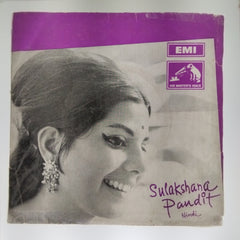 EMI
HIS MASTER'S VOICE
Sulakshana
Pandit
Hindi